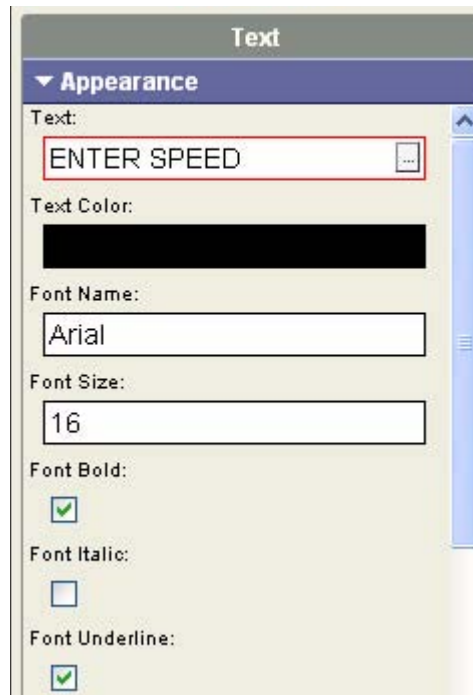 Text
Appearance
Text:
ENTER SPEED
...
Text Color:
Font Name:
Arial
Font Size:
16
Font Bold:
Font Italic:
Font Underline: